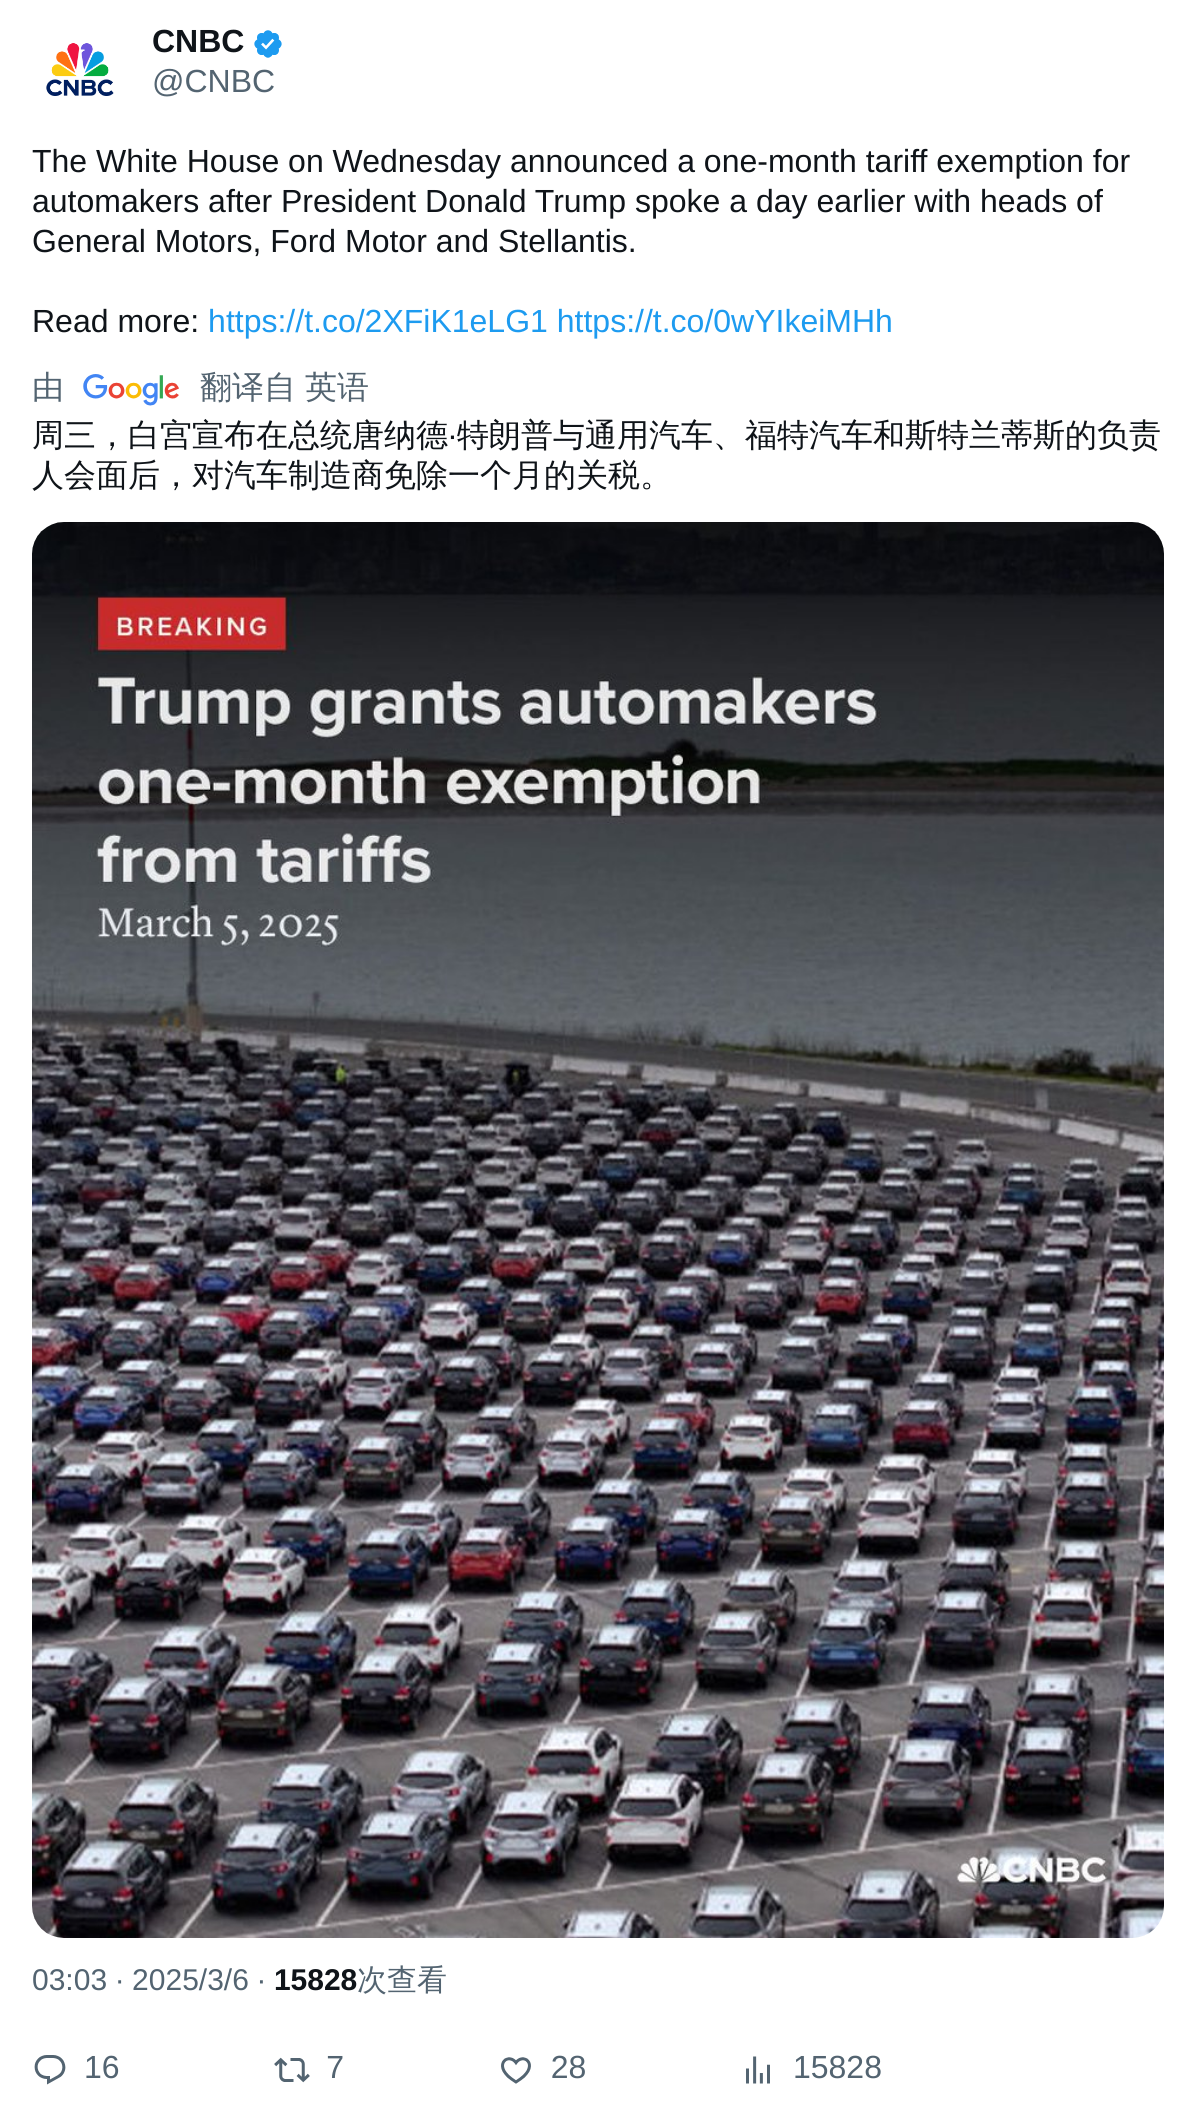 CNBC
CNBC
@CNBC
The White House on Wednesday announced a one-month tariff exemption for
automakers after President Donald Trump spoke a day earlier with heads of
General Motors, Ford Motor and Stellantis.
Read more: https://t.co/2XFiK1eLG1 https://t.co/0wYIkeiMHh
由 Google 翻译自 英语
周三，白宫宣布在总统唐纳德·特朗普与通用汽车、福特汽车和斯特兰蒂斯的负责
人会面后，对汽车制造商免除一个月的关税。
BREAKING
Trump grants automakers
one-month exemption
from tariffs
March 5, 2025
CNBC
03:03 · 2025/3/6 · 15828次查看
16 7 28 15828